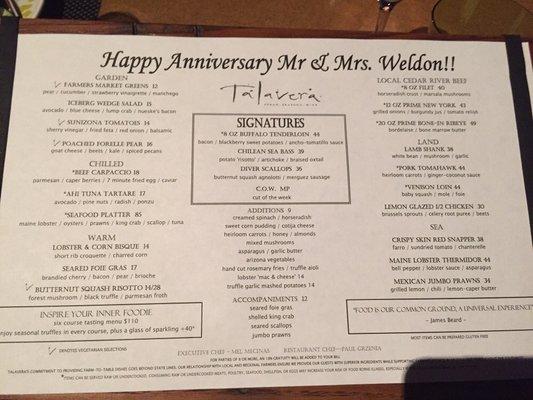 Happy Anniversary Mr & Mrs. Weldon!!
Talavera
GARDEN
FARMERS MARKET GREENS 12
pear / cucumber / strawberry vinaigrette / manchego
ICEBERG WEDGE SALAD 15
avocado / blue cheese / lump crab / nueske's bacon
SUNIZONA TOMATOES 14
sherry vinegar / fried feta / red onion / balsamic
POACHED FORELLE PEAR 16
goat cheese / beets / kale / spiced pecans
CHILLED
*BEEF CARPACCIO 18
parmesan / caper berries / 7 minute fried egg / caviar
*AHI TUNA TARTARE 17
avocado / pine nuts / radish / ponzu
*SEAFOOD PLATTER 85
maine lobster / oysters / prawns / king crab / scallop / tuna
WARM
LOBSTER & CORN BISQUE 14
short rib croquette / charred corn
SEARED FOIE GRAS 17
brandied cherry / bacon / pear / brioche
BUTTERNUT SQUASH RISOTTO 14/28
forest mushroom / black truffle / parmesan froth
INSPIRE YOUR INNER FOODIE
six course tasting menu $110
enjoy seasonal truffles in every course, plus a glass of sparkling +40*
DENOTES VEGETARIAN SELECTIONS
SIGNATURES
*8 OZ BUFFALO TENDERLOIN 44
bacon / blackberry sweet potatoes / ancho-tomatillo sauce
CHILEAN SEA BASS 39
potato 'risotto' / artichoke / braised oxtail
DIVER SCALLOPS 36
butternut squash agnolotti / merguez sausage
C.O.W. MP
cut of the week
ADDITIONS 9
creamed spinach / horseradish
sweet corn pudding / cotija cheese
heirloom carrots / honey / almonds
mixed mushrooms
asparagus / garlic butter
arizona vegetables
hand cut rosemary fries / truffle aioli
lobster 'mac & cheese' 14
truffle garlic mashed potatoes 14
ACCOMPANIMENTS 12
seared foie gras
shelled king crab
seared scallops
jumbo prawns
LOCAL CEDAR RIVER BEEF
*8 OZ FILET 40
horseradish crust / marsala mushrooms
*12 OZ PRIME NEW YORK 43
grilled onions / burgundy jus / tomato relish
*20 OZ PRIME BONE-IN RIBEYE 49
bordelaise / bone marrow butter
LAND
LAMB SHANK 38
white bean / mushroom / garlic
*PORK TOMAHAWK 44
heirloom carrots / ginger-coconut sauce
*VENISON LOIN 44
baby squash / mole / foie
LEMON GLAZED 1/2 CHICKEN 30
brussels sprouts / celery root puree / beets
SEA
CRISPY SKIN RED SNAPPER 38
farro / sundried tomato / chanterelle
MAINE LOBSTER THERMIDOR 44
bell pepper / lobster sauce / asparagus
MEXICAN JUMBO PRAWNS 34
grilled lemon / chili / lemon-caper butter
"FOOD IS OUR COMMON GROUND, A UNIVERSAL EXPERIENCE"
- James Beard -
MOST ITEMS CAN BE PREPARED GLUTEN FREE
EXECUTIVE CHEF - MEL MECINAS RESTAURANT CHEF - PAUL GRZENIA
FOR PARTIES OF 6 OR MORE, AN 18% GRATUITY WILL BE ADDED TO YOUR BILL
TALAVERA'S COMMITMENT TO PROVIDING FARM-TO-TABLE DISHES GOES BEYOND STATE LINES. OUR RELATIONSHIP WITH LOCAL AND REGIONAL FARMERS ENSURE WE PROVIDE OUR GUESTS WITH SUPERIOR INGREDIENTS WHILE SUPPORTING
*ITEMS CAN BE SERVED RAW OR UNDERCOOKED. CONSUMING RAW OR UNDERCOOKED MEATS, POULTRY, SEAFOOD, SHELLFISH, OR EGGS MAY INCREASE YOUR RISK OF FOOD BORNE ILLNESS